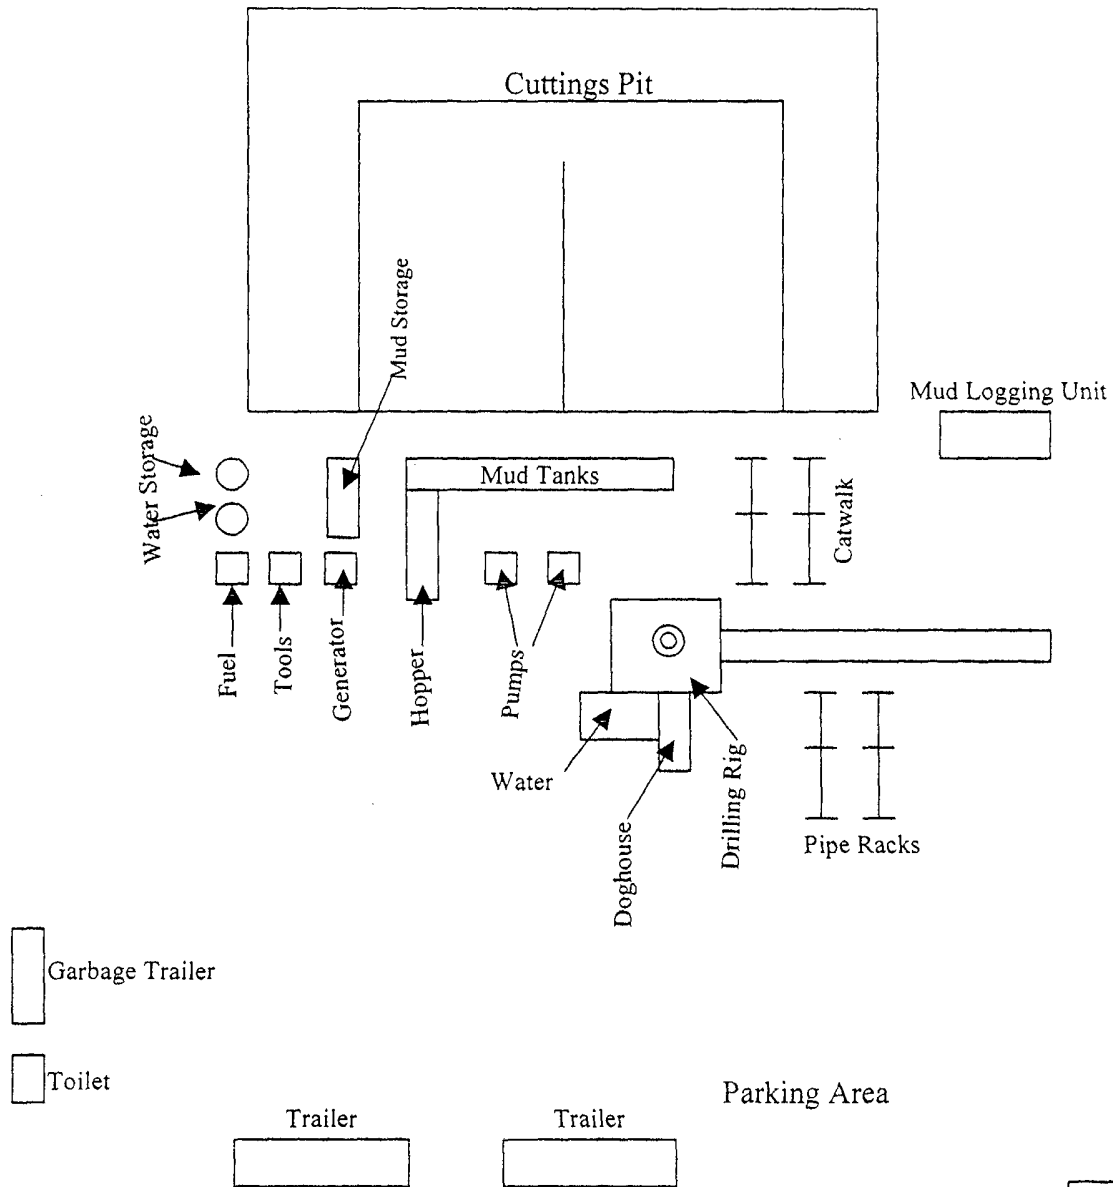 Cuttings Pit
Mud Storage
Mud Logging Unit
Water Storage
Mud Tanks
Catwalk
Fuel
Tools
Generator
Hopper
Pumps
Water
Doghouse
Drilling Rig
Pipe Racks
Garbage Trailer
Toilet
Parking Area
Trailer
Trailer